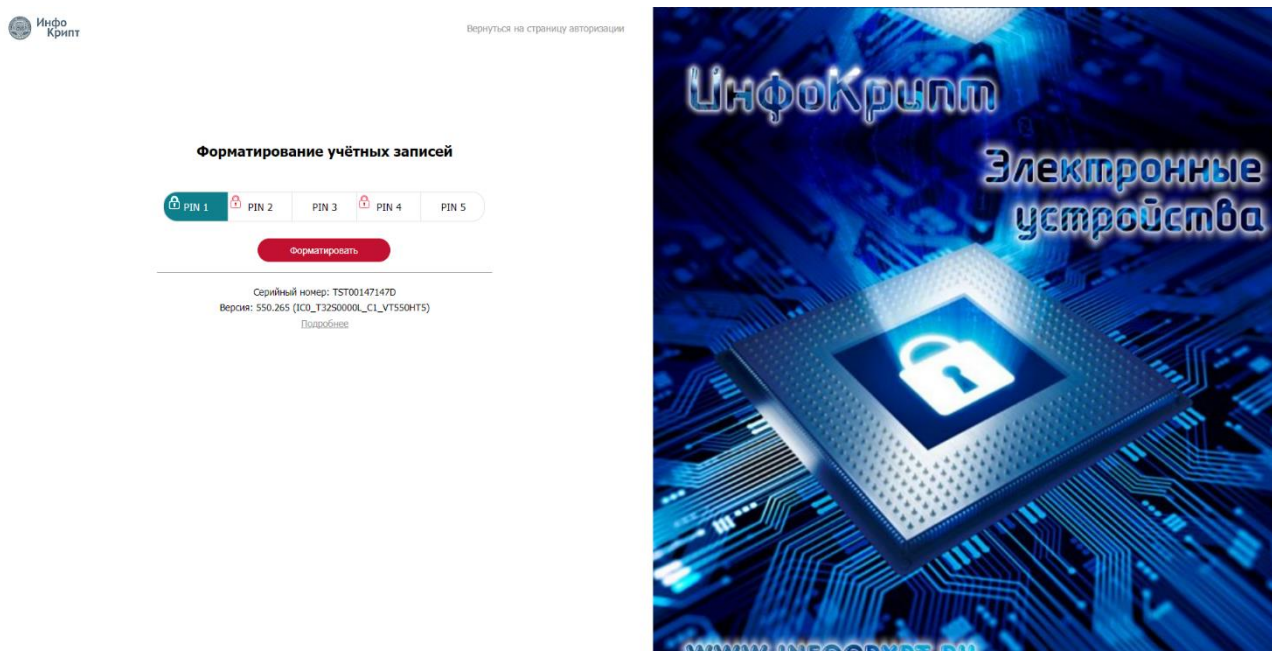 Инфо
Крипт
Вернуться на страницу авторизации
Форматирование учётных записей
PIN 1
PIN 2
PIN 3
PIN 4
PIN 5
Форматировать
Серийный номер: TST00147147D
Версия: 550.265 (IC0_T32S0000L_C1_VT550HT5)
Подробнее
ИнфоКрипт
Электронные
устройства